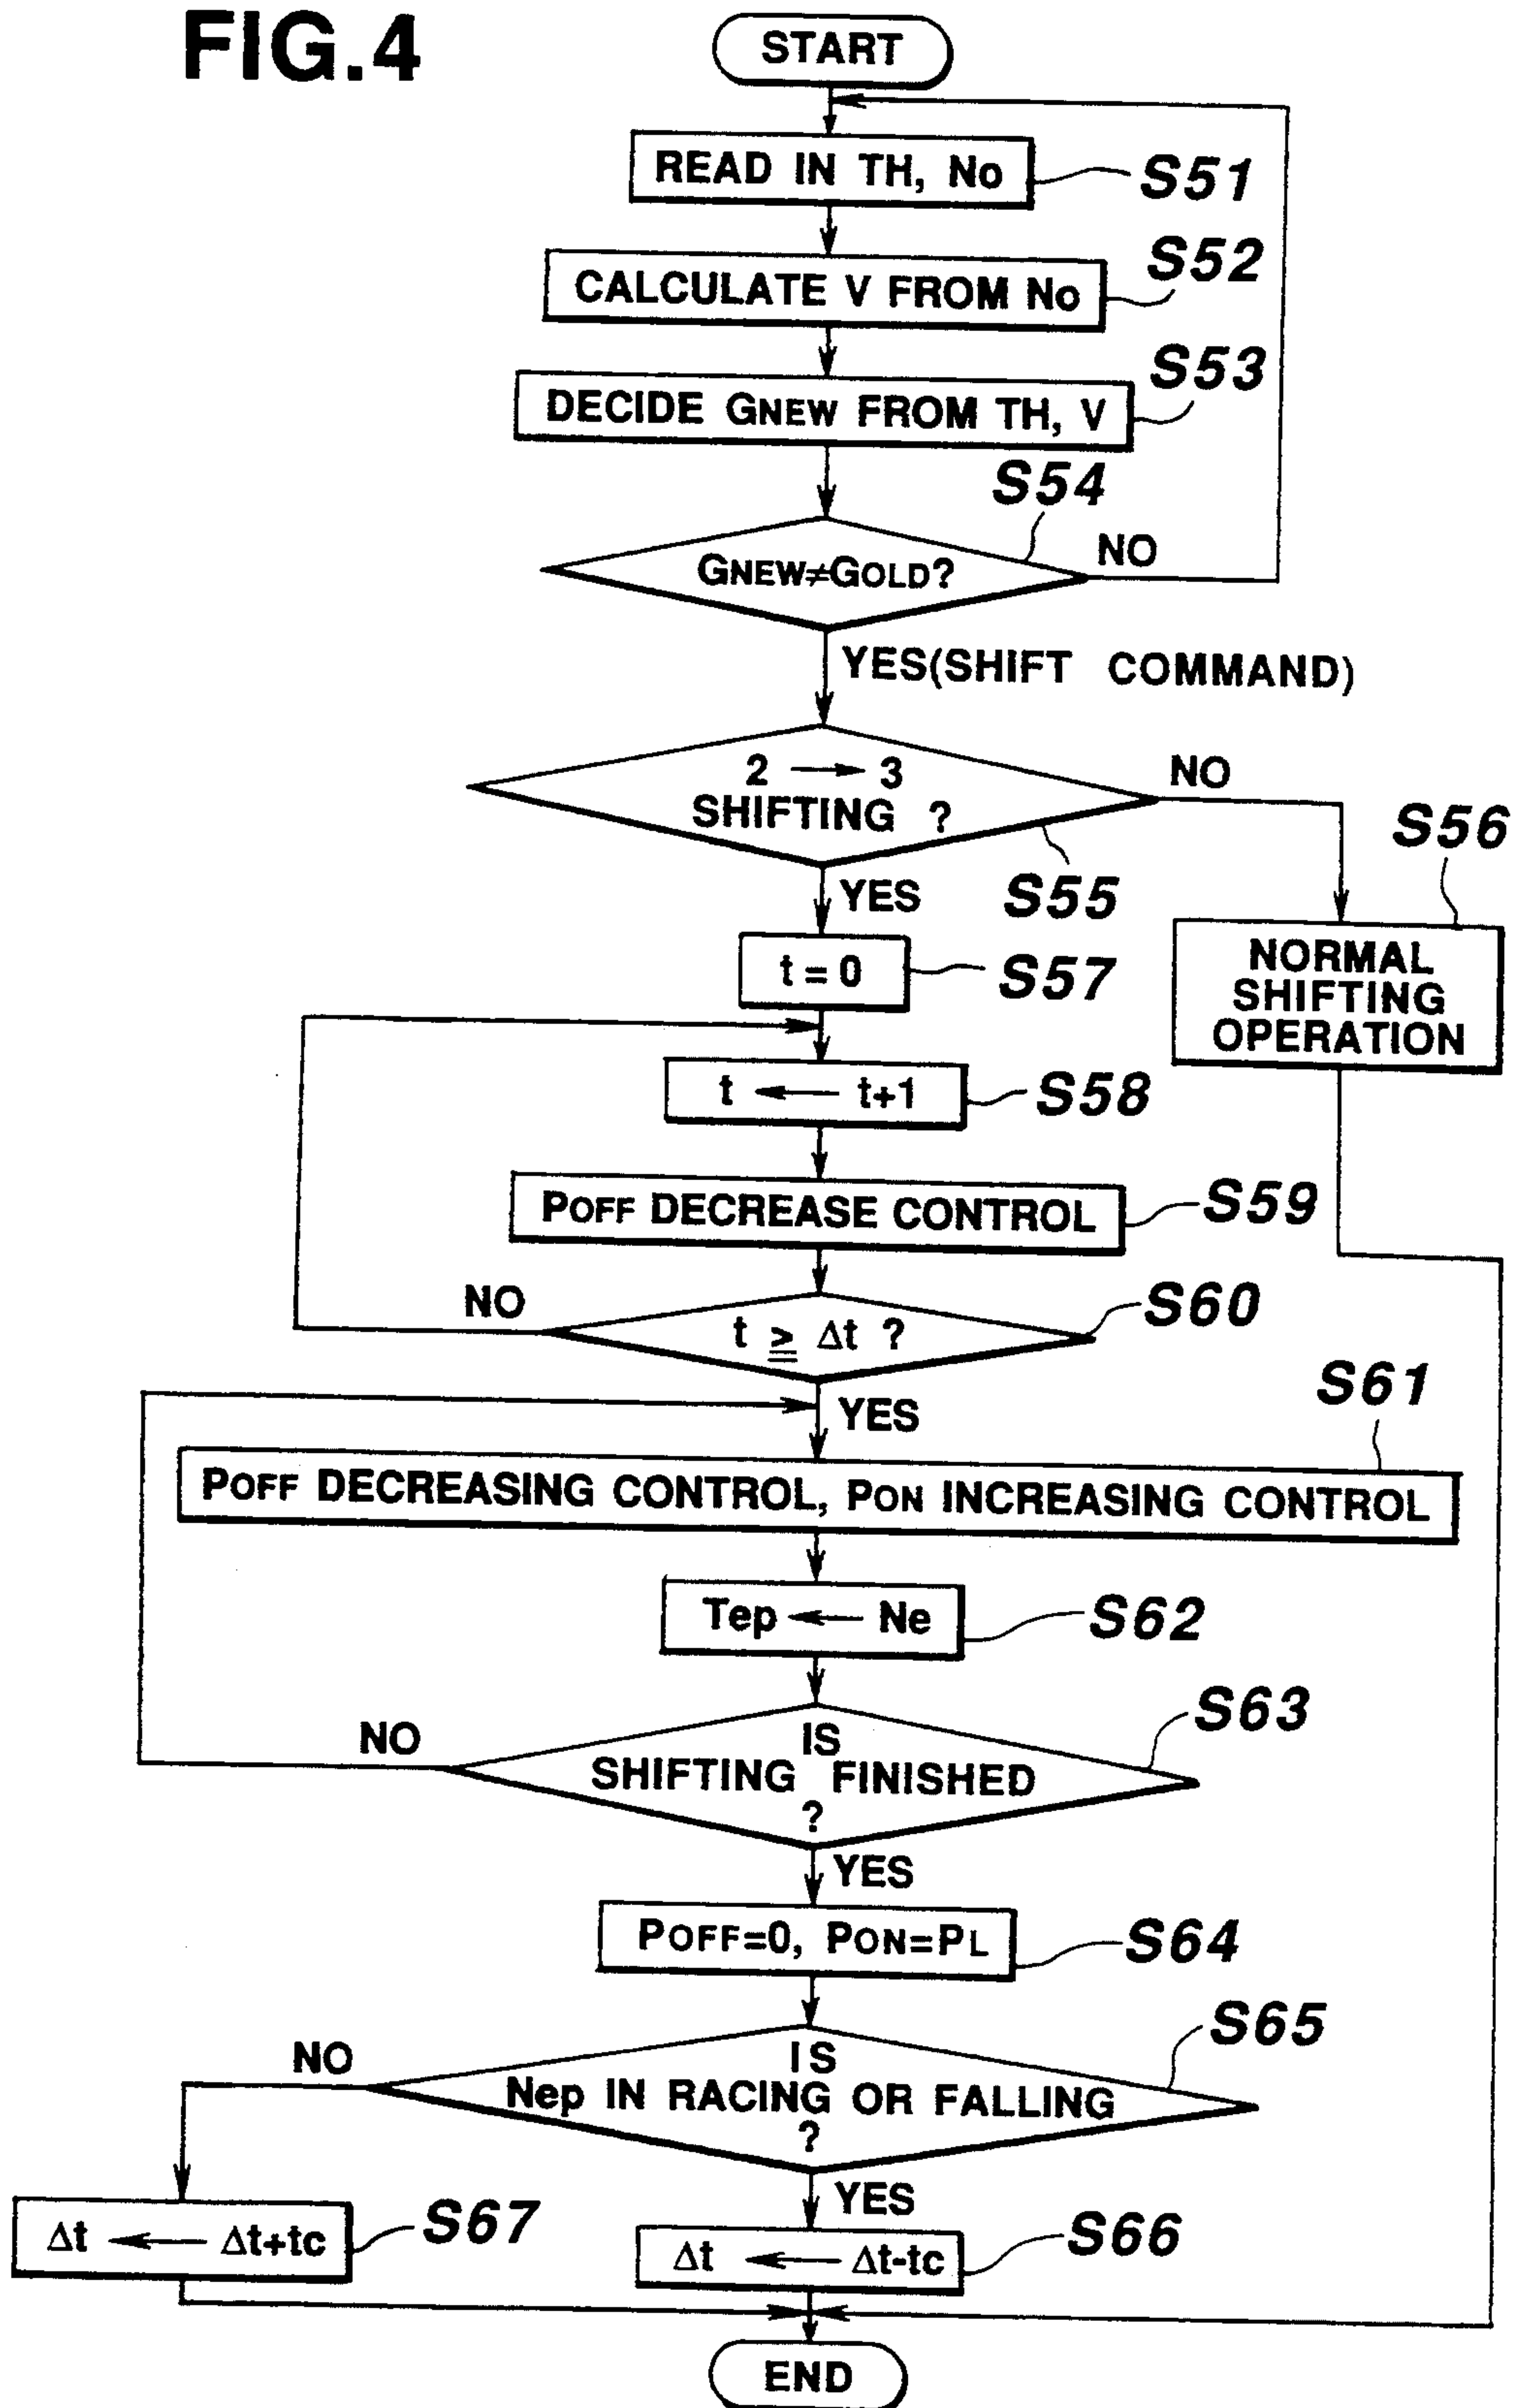 FIG.4
START
READ IN TH, No
S51
CALCULATE V FROM No
S52
DECIDE GNEW FROM TH, V
S53
GNEW≠GOLD?
S54
NO
YES(SHIFT COMMAND)
2 → 3
SHIFTING ?
S55
NO
S56
NORMAL
SHIFTING
OPERATION
YES
t = 0
S57
t ← t+1
S58
POFF DECREASE CONTROL
S59
NO
t ≧ Δt ?
S60
YES
S61
POFF DECREASING CONTROL, PON INCREASING CONTROL
Tep ← Ne
S62
NO
IS
SHIFTING FINISHED
?
S63
YES
POFF=0, PON=PL
S64
NO
IS
Nep IN RACING OR FALLING
?
S65
YES
Δt ← Δt+tc
S67
Δt ← Δt-tc
S66
END